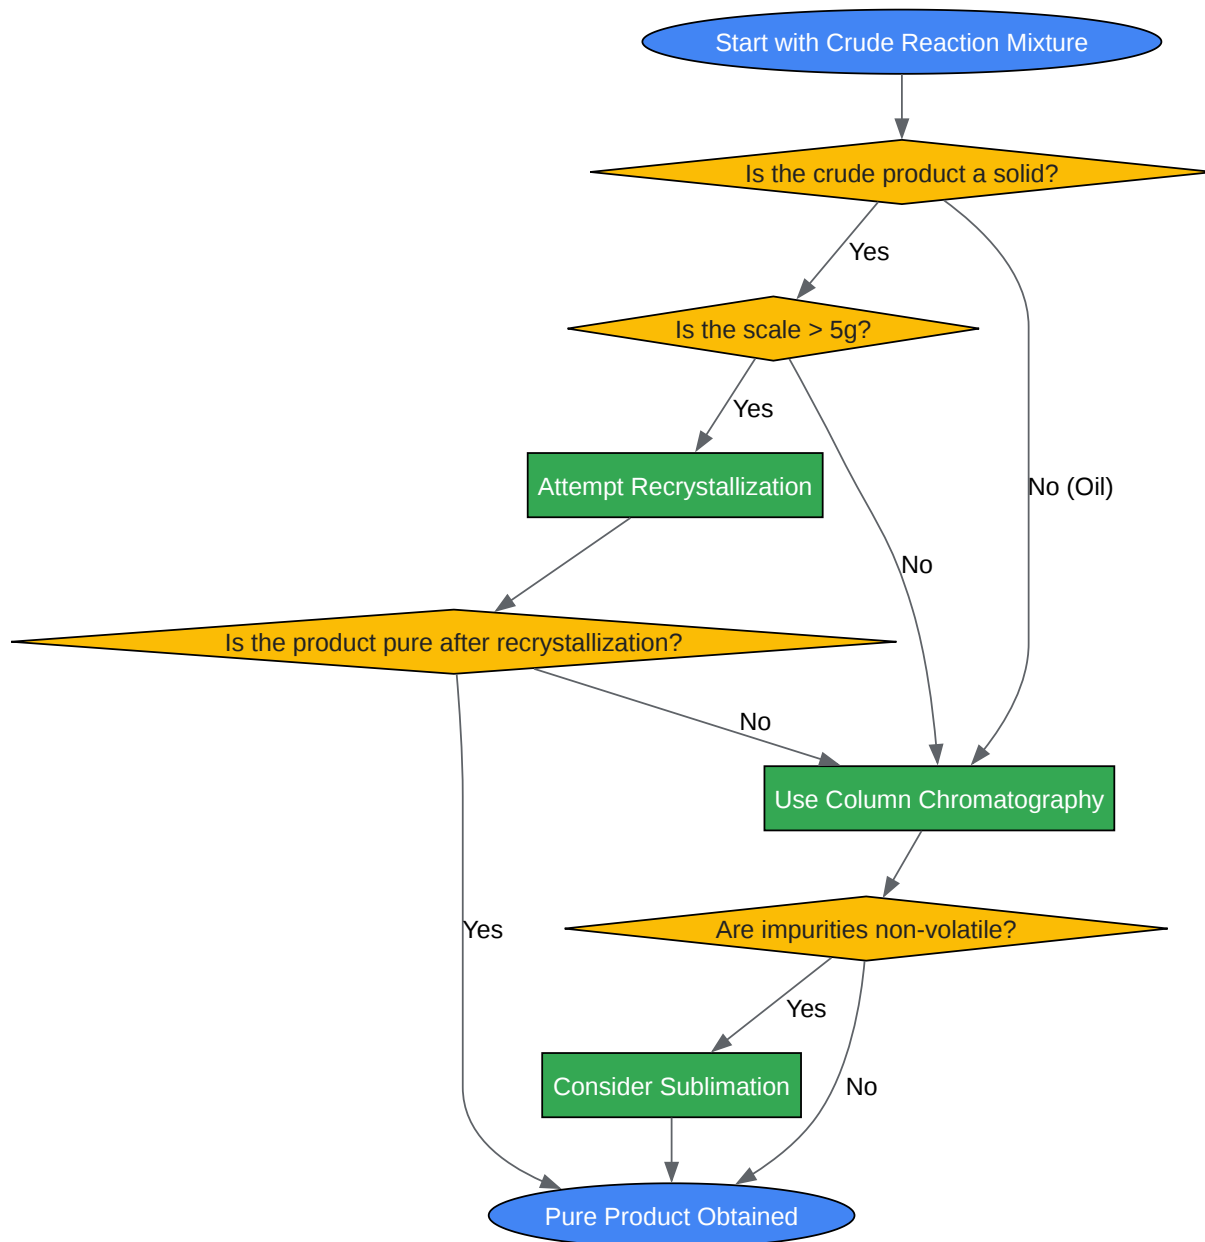 Start with Crude Reaction Mixture
Is the crude product a solid?
Yes
Is the scale > 5g?
Yes
Attempt Recrystallization
No (Oil)
No
Is the product pure after recrystallization?
No
Use Column Chromatography
Yes
Are impurities non-volatile?
Yes
Consider Sublimation
No
Pure Product Obtained